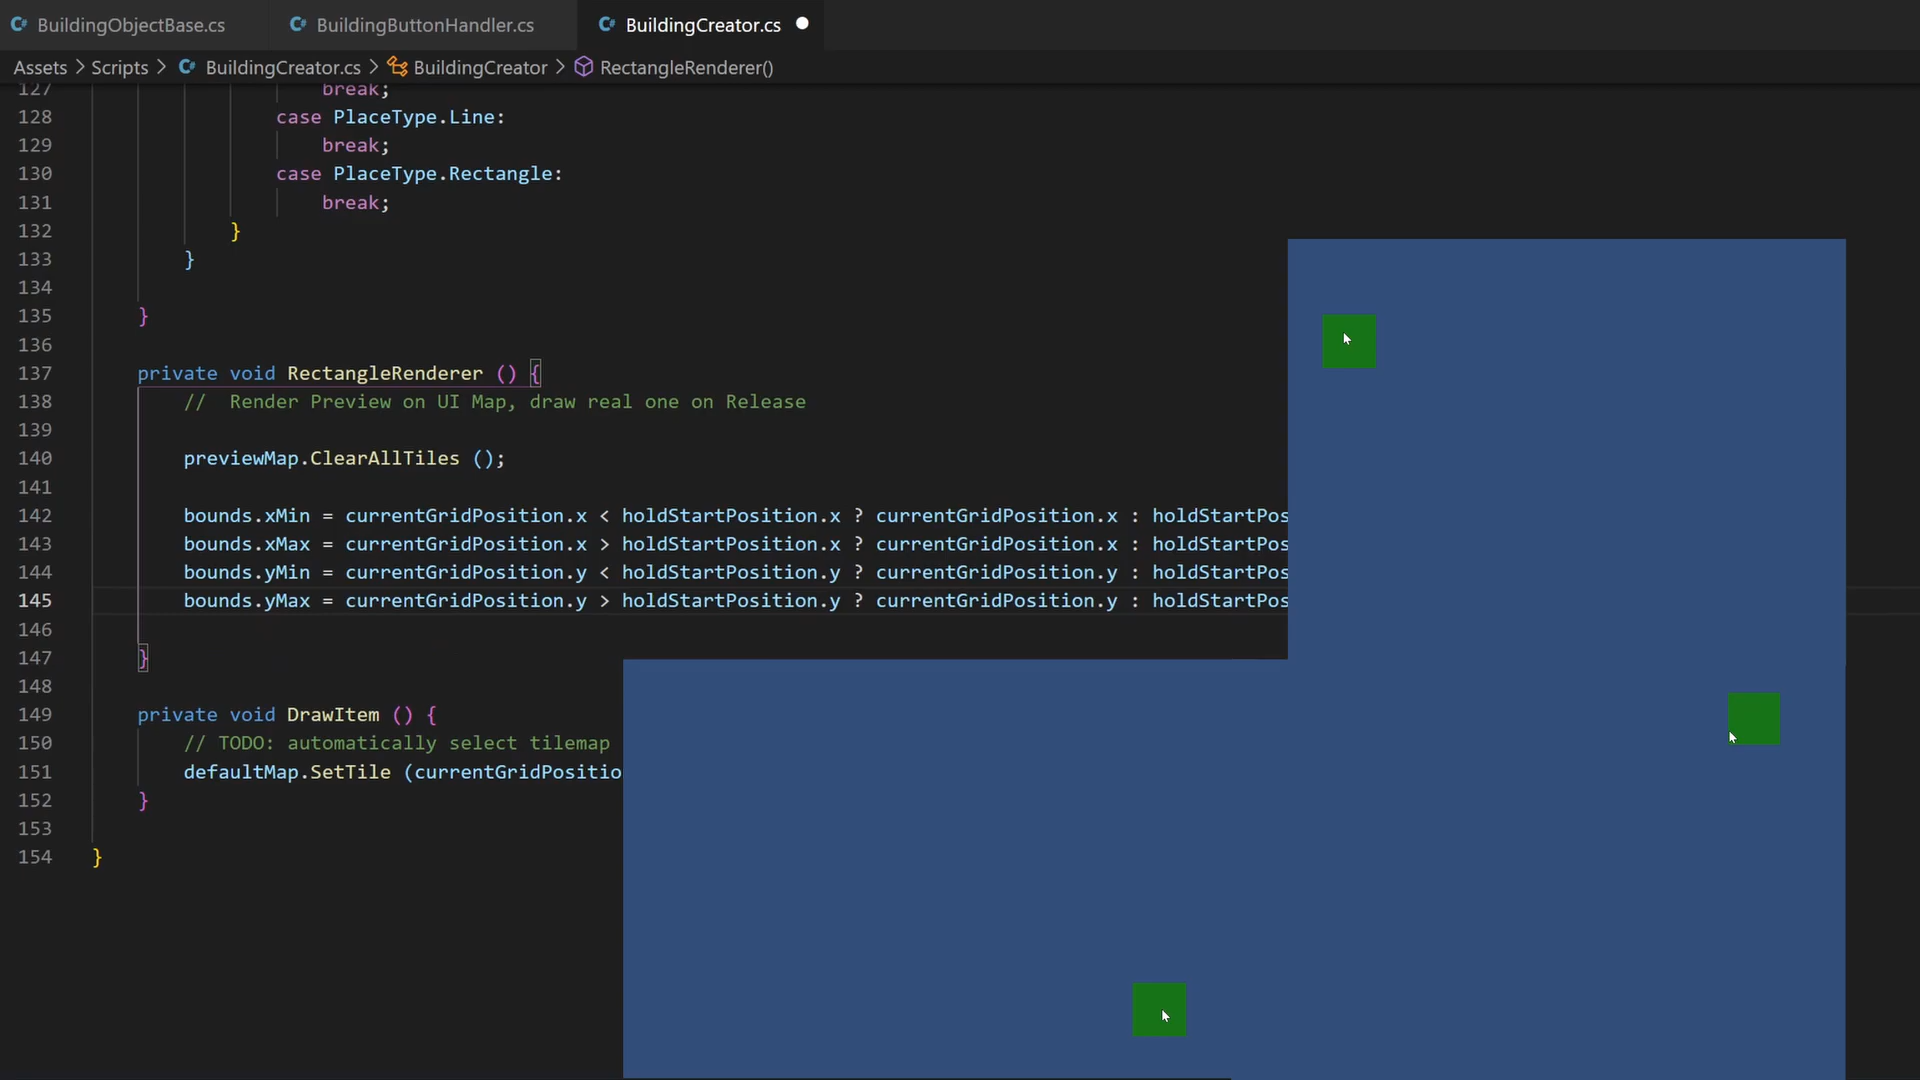 BuildingObjectBase.cs BuildingButtonHandler.cs BuildingCreator.cs
Assets > Scripts > BuildingCreator.cs > BuildingCreator > RectangleRenderer()
127 break;
128 case PlaceType.Line:
129 break;
130 case PlaceType.Rectangle:
131 break;
132 }
133 }
134
135 }
136
137 private void RectangleRenderer () {
138 //  Render Preview on UI Map, draw real one on Release
139
140 previewMap.ClearAllTiles ();
141
142 bounds.xMin = currentGridPosition.x < holdStartPosition.x ? currentGridPosition.x : holdStartPos
143 bounds.xMax = currentGridPosition.x > holdStartPosition.x ? currentGridPosition.x : holdStartPos
144 bounds.yMin = currentGridPosition.y < holdStartPosition.y ? currentGridPosition.y : holdStartPos
145 bounds.yMax = currentGridPosition.y > holdStartPosition.y ? currentGridPosition.y : holdStartPos
146
147 }
148
149 private void DrawItem () {
150 // TODO: automatically select tilemap
151 defaultMap.SetTile (currentGridPositio
152 }
153
154 }